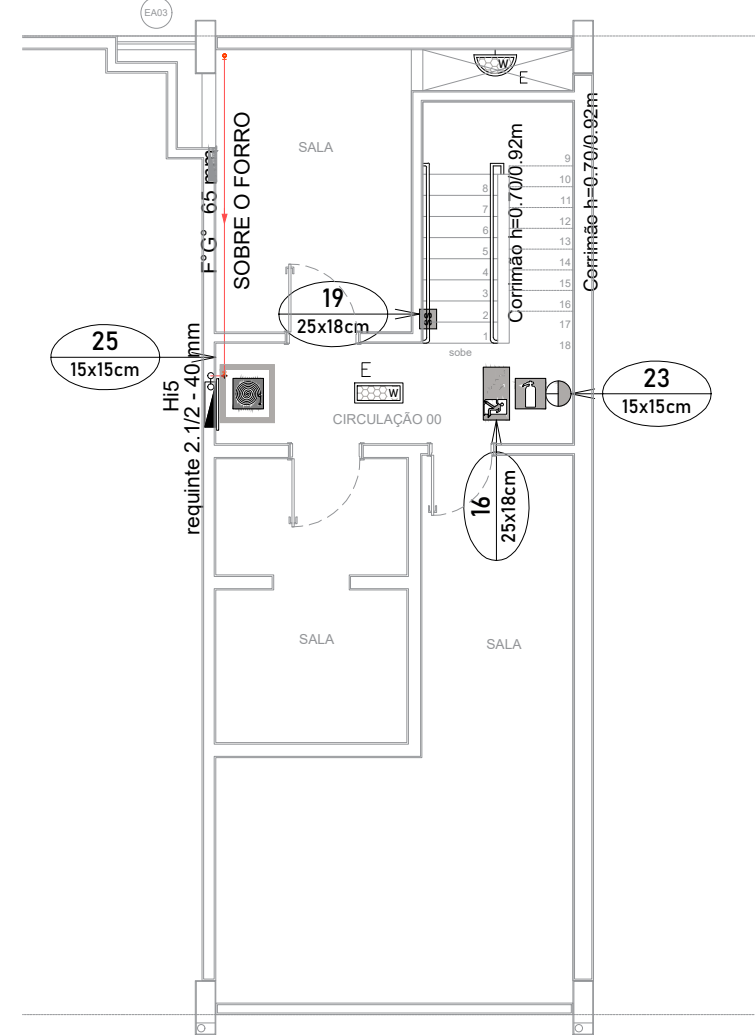 EA03
W
E
SALA
SOBRE O FORRO
F°G° 65 mm
Corrimão h=0.70/0.92m
Corrimão h=0.70/0.92m
9
10
11
12
13
14
15
16
17
18
8
7
6
5
4
3
2
1
sobe
19
25x18cm
SS
25
15x15cm
Hi5
requinte 2.1/2 - 40 mm
E
W
CIRCULAÇÃO 00
23
15x15cm
16
25x18cm
SALA
SALA